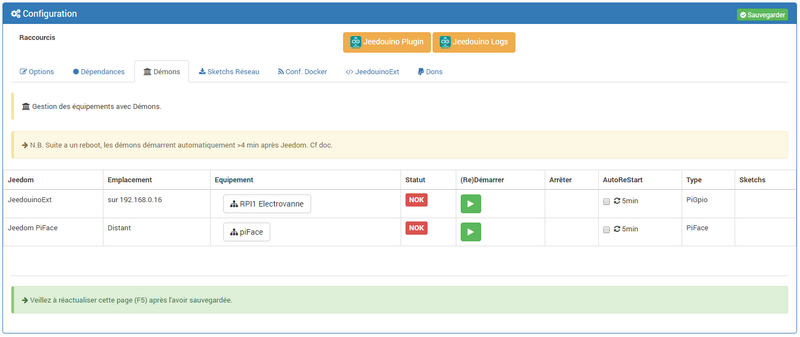 Configuration
Sauvegarder
Raccourcis
Jeedouino Plugin
Jeedouino Logs
Options
Dépendances
Démons
Sketchs Réseau
Conf. Docker
JeedouinoExt
Dons
Gestion des équipements avec Démons.
N.B. Suite a un reboot, les démons démarrent automatiquement >4 min après Jeedom. Cf doc.
Jeedom Emplacement Equipement Statut (Re)Démarrer Arrêter AutoReStart Type Sketchs
JeedouinoExt sur 192.168.0.16 RPI1 Electrovanne NOK 5min PiGpio
Jeedom PiFace Distant piFace NOK 5min PiFace
Veillez à réactualiser cette page (F5) après l'avoir sauvegardée.